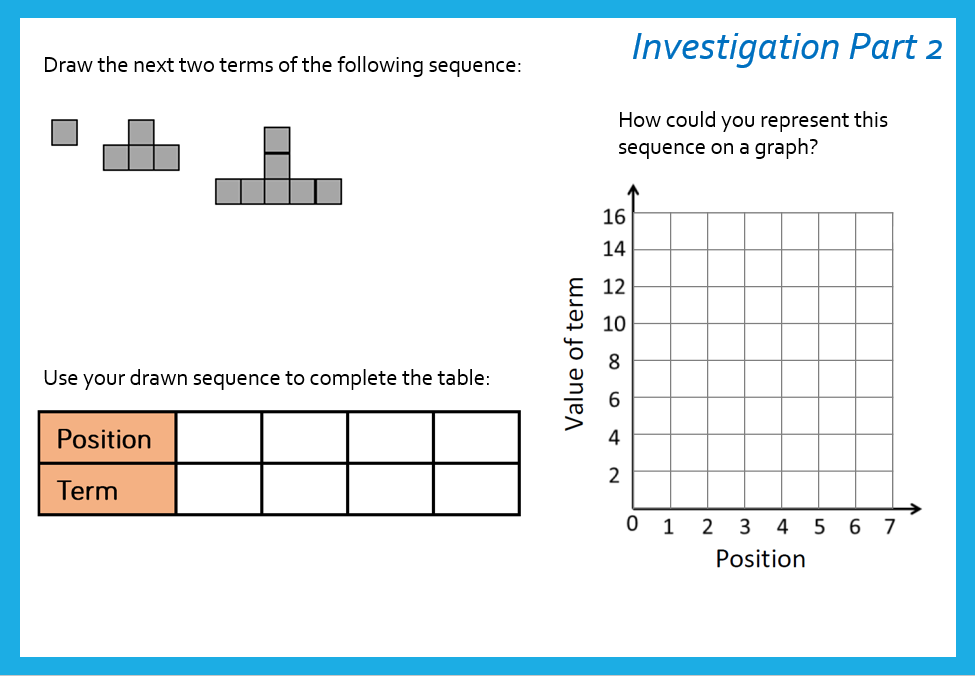 Investigation Part 2
Draw the next two terms of the following sequence:
How could you represent this
sequence on a graph?
Value of term
16
14
12
10
8
6
4
2
0 1 2 3 4 5 6 7
Position
Use your drawn sequence to complete the table:
Position
Term